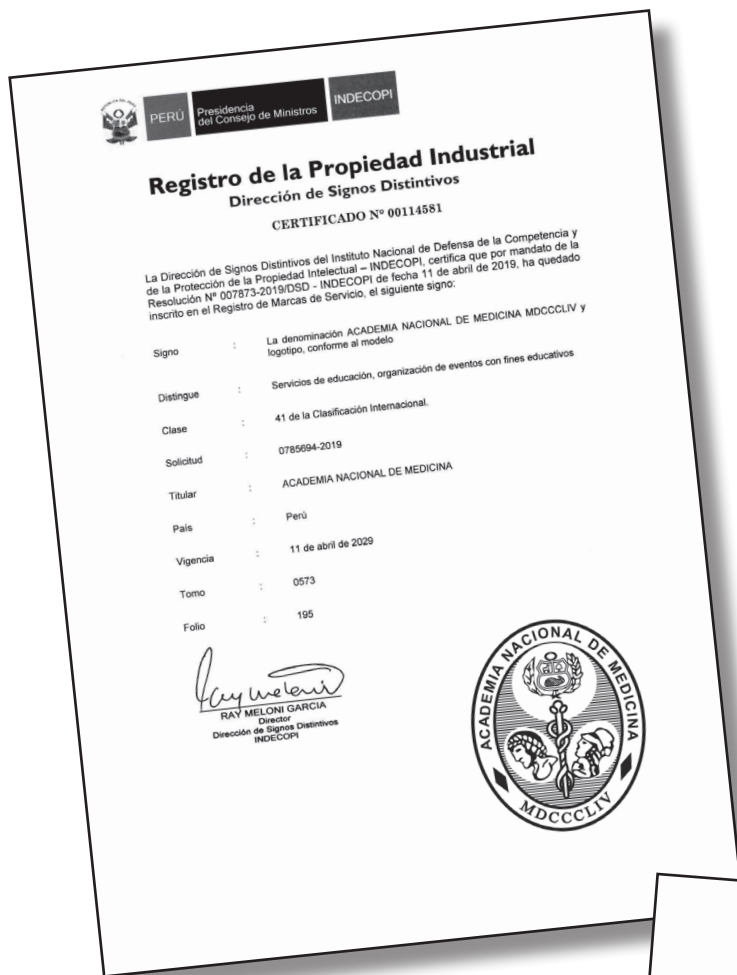 PERÚ
Presidencia
del Consejo de Ministros
INDECOPI
Registro de la Propiedad Industrial
Dirección de Signos Distintivos
CERTIFICADO Nº 00114581
La Dirección de Signos Distintivos del Instituto Nacional de Defensa de la Competencia y
de la Protección de la Propiedad Intelectual – INDECOPI, certifica que por mandato de la
Resolución Nº 007873-2019/DSD - INDECOPI de fecha 11 de abril de 2019, ha quedado
inscrito en el Registro de Marcas de Servicio, el siguiente signo:
Signo : La denominación ACADEMIA NACIONAL DE MEDICINA MDCCCLIV y
logotipo, conforme al modelo
Distingue : Servicios de educación, organización de eventos con fines educativos
Clase : 41 de la Clasificación Internacional.
Solicitud : 0785694-2019
Titular : ACADEMIA NACIONAL DE MEDICINA
País : Perú
Vigencia : 11 de abril de 2029
Tomo : 0573
Folio : 195
RAY MELONI GARCIA
Director
Dirección de Signos Distintivos
INDECOPI
ACADEMIA NACIONAL DE MEDICINA
MDCCCLIV